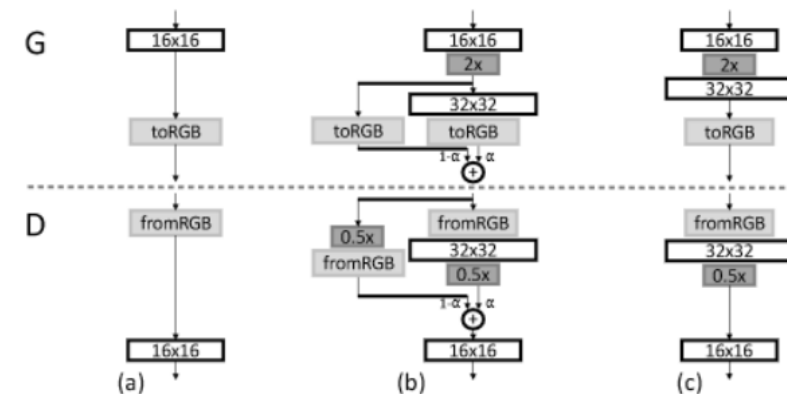 G
16x16
toRGB
16x16
2x
32x32
toRGB
toRGB
1-α
α
+
16x16
2x
32x32
toRGB
D
fromRGB
16x16
fromRGB
0.5x
32x32
fromRGB
0.5x
1-α
α
+
16x16
fromRGB
32x32
0.5x
16x16
(a)
(b)
(c)